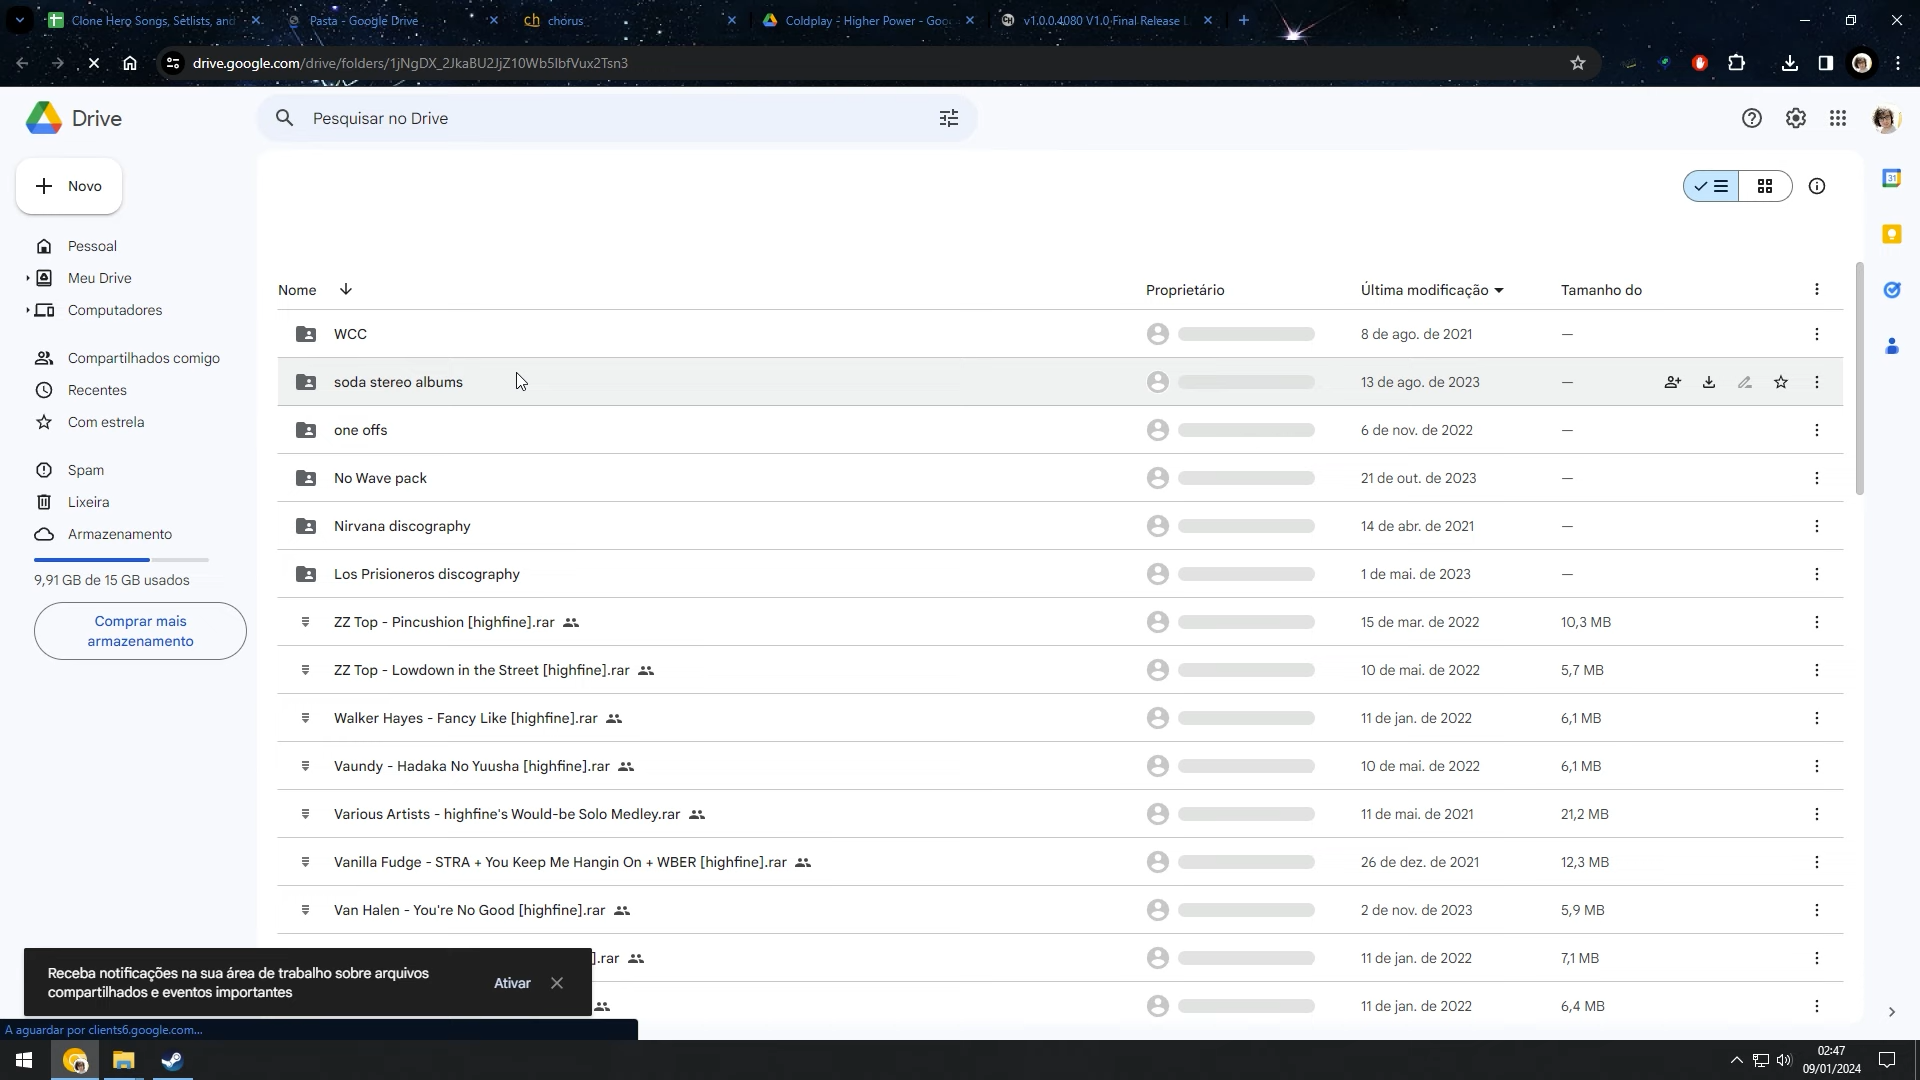 Clone Hero Songs, Setlists, and
Pasta - Google Drive
ch chorus
Coldplay - Higher Power - Goo
CH v1.0.0.4080 V1.0 Final Release
drive.google.com/drive/folders/1jNgDX_2JkaBU2JjZ10Wb5lbfVux2Tsn3
Drive
Pesquisar no Drive
Novo
Pessoal
Meu Drive
Computadores
Compartilhados comigo
Recentes
Com estrela
Spam
Lixeira
Armazenamento
9,91 GB de 15 GB usados
Comprar mais
armazenamento
31
Nome Proprietário Última modificação Tamanho do
WCC 8 de ago. de 2021 —
soda stereo albums 13 de ago. de 2023 —
one offs 6 de nov. de 2022 —
No Wave pack 21 de out. de 2023 —
Nirvana discography 14 de abr. de 2021 —
Los Prisioneros discography 1 de mai. de 2023 —
ZZ Top - Pincushion [highfine].rar 15 de mar. de 2022 10,3 MB
ZZ Top - Lowdown in the Street [highfine].rar 10 de mai. de 2022 5,7 MB
Walker Hayes - Fancy Like [highfine].rar 11 de jan. de 2022 6,1 MB
Vaundy - Hadaka No Yuusha [highfine].rar 10 de mai. de 2022 6,1 MB
Various Artists - highfine's Would-be Solo Medley.rar 11 de mai. de 2021 21,2 MB
Vanilla Fudge - STRA + You Keep Me Hangin On + WBER [highfine].rar 26 de dez. de 2021 12,3 MB
Van Halen - You're No Good [highfine].rar 2 de nov. de 2023 5,9 MB
].rar 11 de jan. de 2022 7,1 MB
11 de jan. de 2022 6,4 MB
Receba notificações na sua área de trabalho sobre arquivos
compartilhados e eventos importantes
Ativar
A aguardar por clients6.google.com...
02:47
09/01/2024